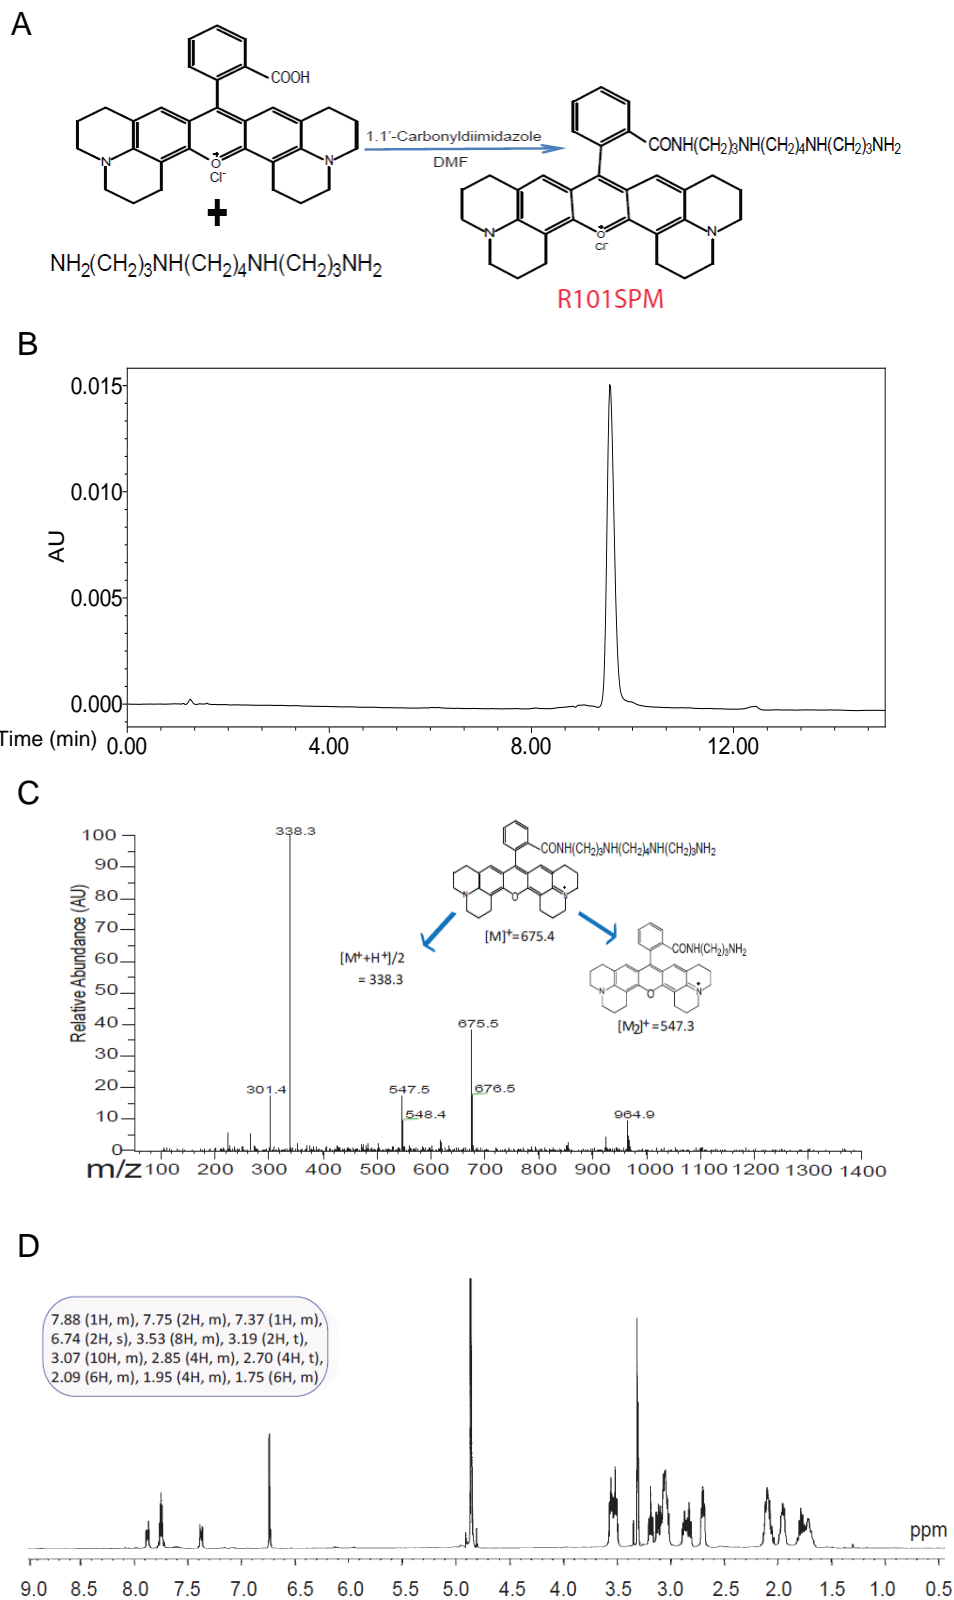 A
COOH
N
N
O
+
Cl-
+
NH2(CH2)3NH(CH2)4NH(CH2)3NH2
1.1'-Carbonyldiimidazole
DMF
CONH(CH2)3NH(CH2)4NH(CH2)3NH2
N
N
O
+
Cl-
R101SPM
B
0.015
0.010
0.005
0.000
AU
Time (min)
0.00 4.00 8.00 12.00
C
100
90
80
70
60
50
40
30
20
10
0
Relative Abundance (AU)
338.3
301.4
547.5
548.4
675.5
676.5
964.9
CONH(CH2)3NH(CH2)4NH(CH2)3NH2
N
O
N
+
[M]+=675.4
[M++H+]/2
= 338.3
CONH(CH2)3NH2
N
O
N
+
[M2]+=547.3
m/z 100 200 300 400 500 600 700 800 900 1000 1100 1200 1300 1400
D
7.88 (1H, m), 7.75 (2H, m), 7.37 (1H, m),
6.74 (2H, s), 3.53 (8H, m), 3.19 (2H, t),
3.07 (10H, m), 2.85 (4H, m), 2.70 (4H, t),
2.09 (6H, m), 1.95 (4H, m), 1.75 (6H, m)
ppm
9.0 8.5 8.0 7.5 7.0 6.5 6.0 5.5 5.0 4.5 4.0 3.5 3.0 2.5 2.0 1.5 1.0 0.5